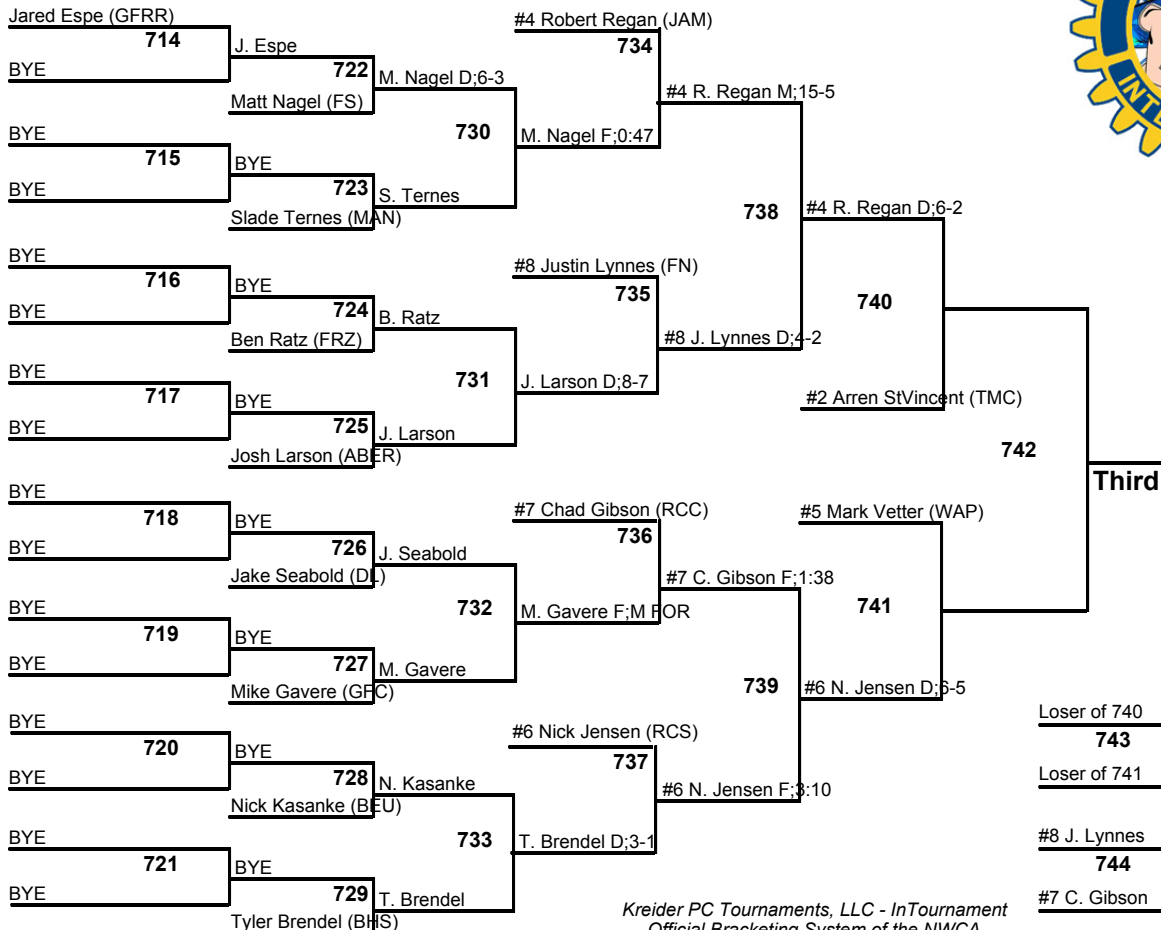 Jared Espe (GFRR)
714
BYE
J. Espe
722
Matt Nagel (FS)
M. Nagel D;6-3
BYE
715
BYE
BYE
723
Slade Ternes (MAN)
S. Ternes
730
M. Nagel F;0:47
#4 Robert Regan (JAM)
734
#4 R. Regan M;15-5
BYE
716
BYE
BYE
724
Ben Ratz (FRZ)
B. Ratz
BYE
717
BYE
BYE
725
Josh Larson (ABER)
J. Larson
731
J. Larson D;8-7
#8 Justin Lynnes (FN)
735
#8 J. Lynnes D;4-2
738
#4 R. Regan D;6-2
740
#2 Arren StVincent (TMC)
BYE
718
BYE
BYE
726
Jake Seabold (DL)
J. Seabold
BYE
719
BYE
BYE
727
Mike Gavere (GFC)
M. Gavere
732
M. Gavere F;M FOR
#7 Chad Gibson (RCC)
736
#7 C. Gibson F;1:38
BYE
720
BYE
BYE
728
Nick Kasanke (BEU)
N. Kasanke
BYE
721
BYE
BYE
729
Tyler Brendel (BHS)
T. Brendel
733
T. Brendel D;3-1
#6 Nick Jensen (RCS)
737
#6 N. Jensen F;3:10
739
#6 N. Jensen D;6-5
#5 Mark Vetter (WAP)
741
742
Third
Loser of 740
743
Loser of 741
#8 J. Lynnes
744
#7 C. Gibson
Kreider PC Tournaments, LLC - InTournament
Official Bracketing System of the NWCA
INTE